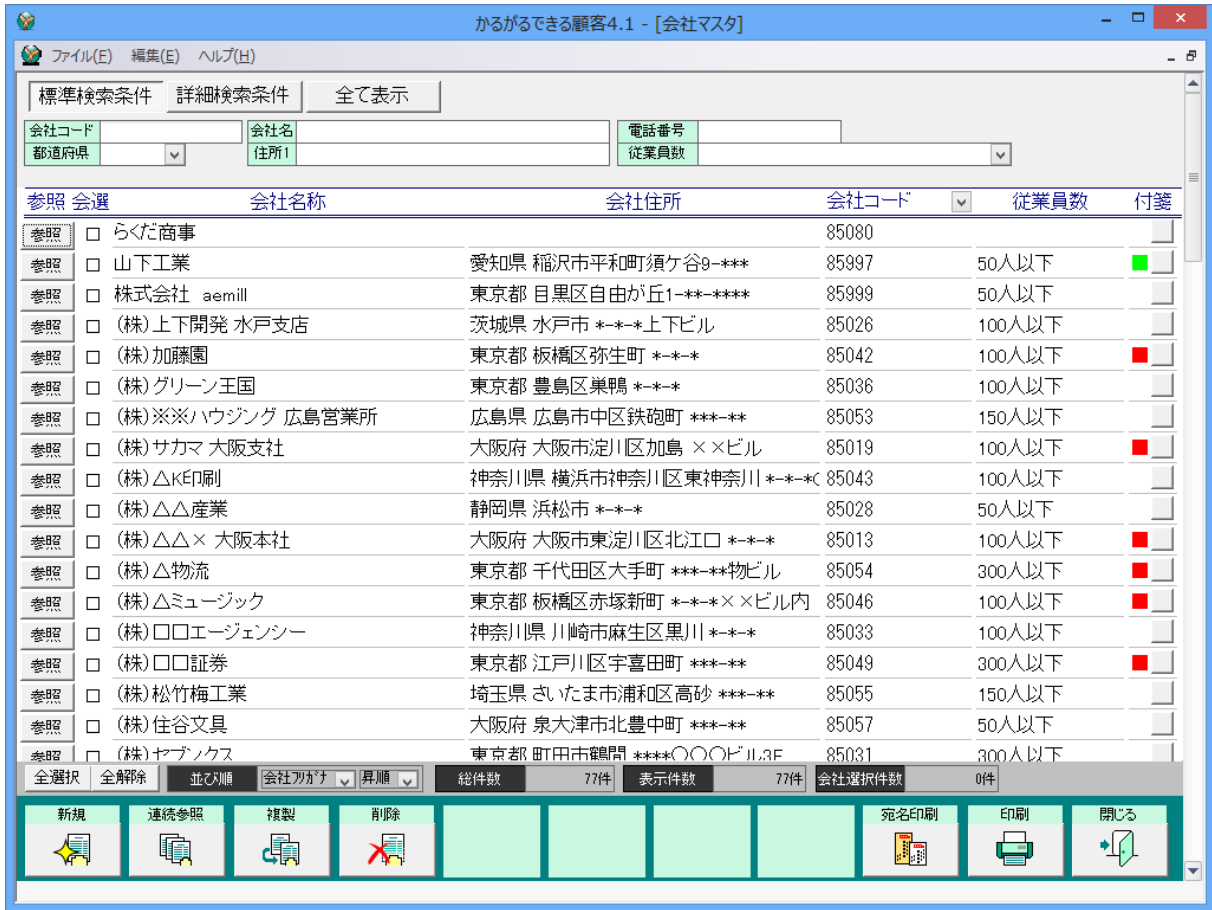 かるがるできる顧客4.1 - [会社マスタ]
ファイル(F) 編集(E) ヘルプ(H)
標準検索条件 詳細検索条件 全て表示
会社コード 会社名 電話番号
都道府県 住所1 従業員数
参照 会選 会社名称 会社住所 会社コード 従業員数 付箋
参照 らくだ商事 85080
参照 山下工業 愛知県 稲沢市平和町須ケ谷9-*** 85997 50人以下
参照 株式会社 aemill 東京都 目黒区自由が丘1-**-**** 85999 50人以下
参照 (株)上下開発 水戸支店 茨城県 水戸市 *-*-*上下ビル 85026 100人以下
参照 (株)加藤園 東京都 板橋区弥生町 *-*-* 85042 100人以下
参照 (株)グリーン王国 東京都 豊島区巣鴨 *-*-* 85036 100人以下
参照 (株)※※ハウジング 広島営業所 広島県 広島市中区鉄砲町 ***-** 85053 150人以下
参照 (株)サカマ 大阪支社 大阪府 大阪市淀川区加島 ××ビル 85019 100人以下
参照 (株)△KE印刷 神奈川県 横浜市神奈川区東神奈川 *-*-* 85043 100人以下
参照 (株)△△産業 静岡県 浜松市 *-*-* 85028 50人以下
参照 (株)△△× 大阪本社 大阪府 大阪市東淀川区北江口 *-*-* 85013 100人以下
参照 (株)△物流 東京都 千代田区大手町 ***-**物ビル 85054 300人以下
参照 (株)△ミュージック 東京都 板橋区赤塚新町 *-*-*××ビル内 85046 100人以下
参照 (株)□□エージェンシー 神奈川県 川崎市麻生区黒川 *-*-* 85033 100人以下
参照 (株)□□証券 東京都 江戸川区宇喜田町 ***-** 85049 300人以下
参照 (株)松竹梅工業 埼玉県 さいたま市浦和区高砂 ***-** 85055 150人以下
参照 (株)住谷文具 大阪府 泉大津市北豊中町 ***-** 85057 50人以下
参照 (株)セブンクス 東京都 町田市鶴間 ****○○○ビル3F 85031 300人以下
全選択 全解除 並び順 会社フリガナ 昇順 総件数 77件 表示件数 77件 会社選択件数 0件
新規 連続参照 複製 削除 宛名印刷 印刷 閉じる